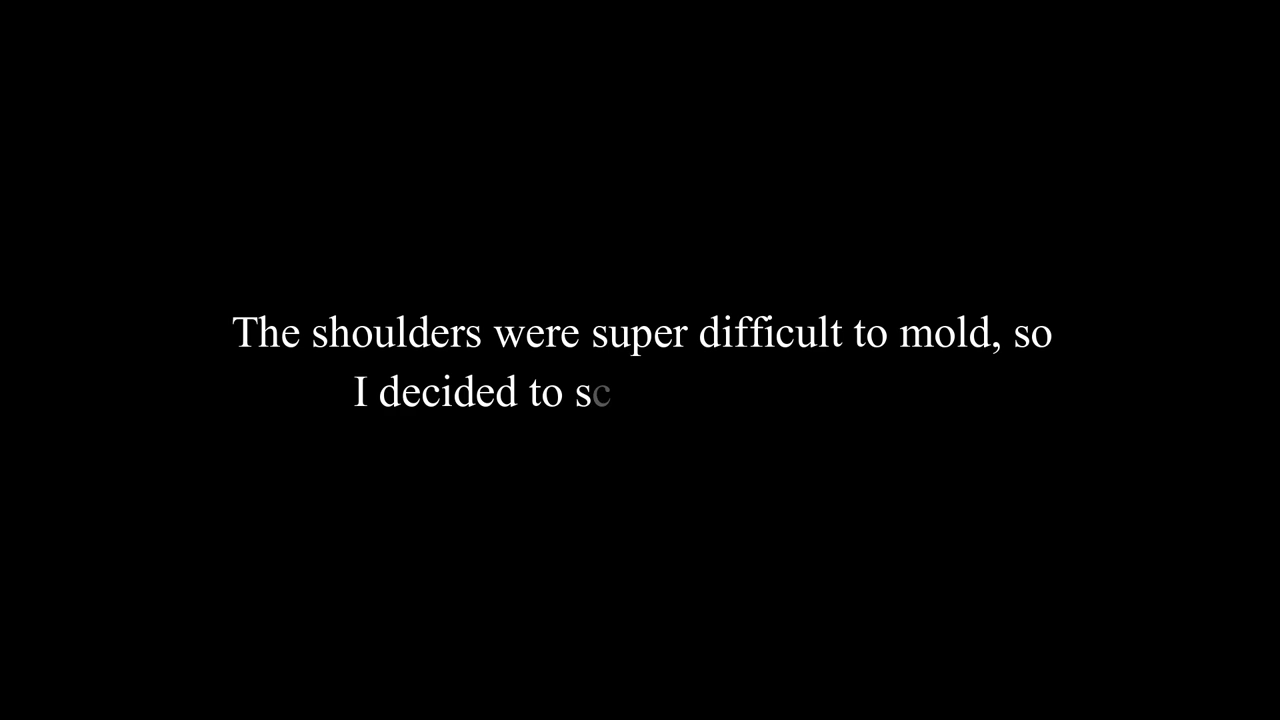 The shoulders were super difficult to mold, so
I decided to sc